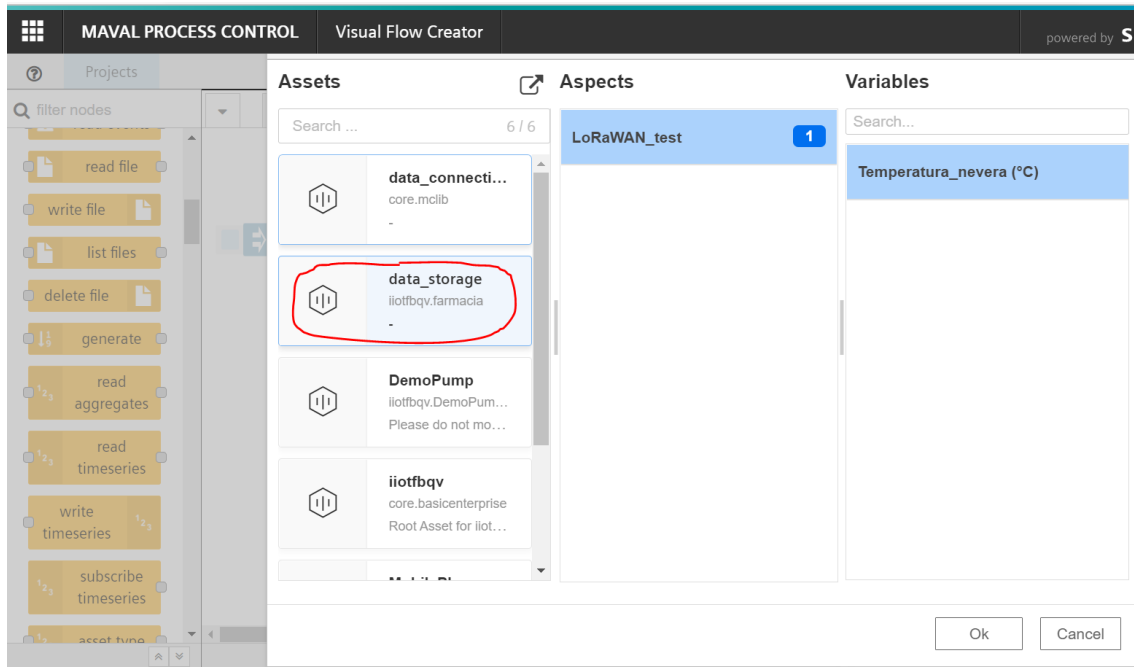 MAVAL PROCESS CONTROL
Visual Flow Creator
powered by S
Projects
filter nodes
read file
write file
list files
delete file
generate
read
aggregates
read
timeseries
write
timeseries
subscribe
timeseries
asset type
Assets
Search ...
6 / 6
data_connecti...
core.mclib
-
data_storage
iiotfbqv.farmacia
-
DemoPump
iiotfbqv.DemoPum...
Please do not mo...
iiotfbqv
core.basicenterprise
Root Asset for iiot...
Aspects
LoRaWAN_test
1
Variables
Search...
Temperatura_nevera (°C)
Ok
Cancel